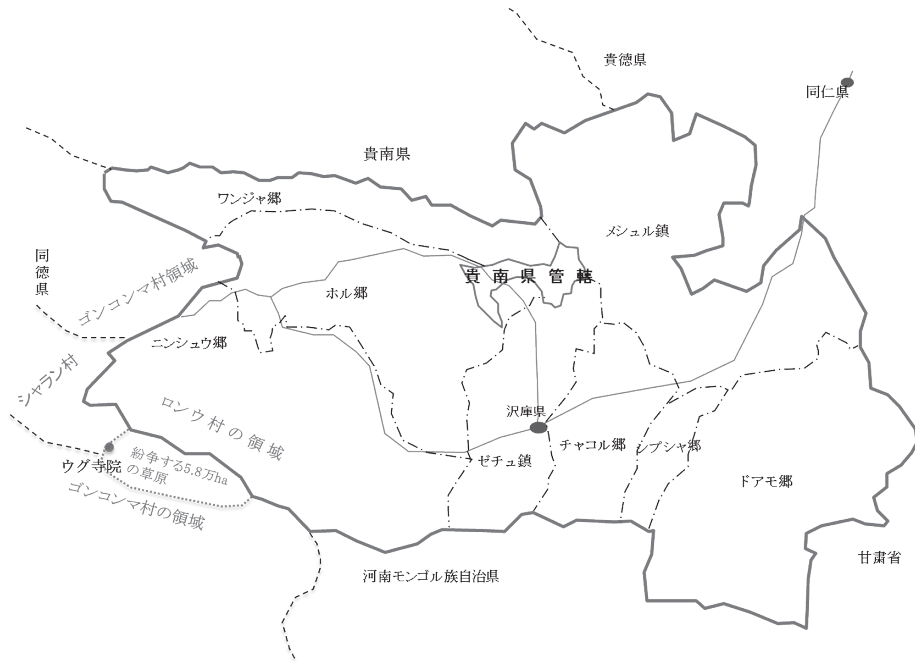 貴徳県
同仁県
貴南県
ワンジャ郷
メシュル鎮
同徳県
ゴンコンマ村領域
貴南県管轄
ホル郷
ニンシュウ郷
シャラン村
ロンウ村の領域
沢庫県
チャコル郷
シプシャ郷
ゼチュ鎮
ウグ寺院
紛争する5.8万ha
の草原
ドアモ郷
ゴンコンマ村の領域
甘粛省
河南モンゴル族自治県